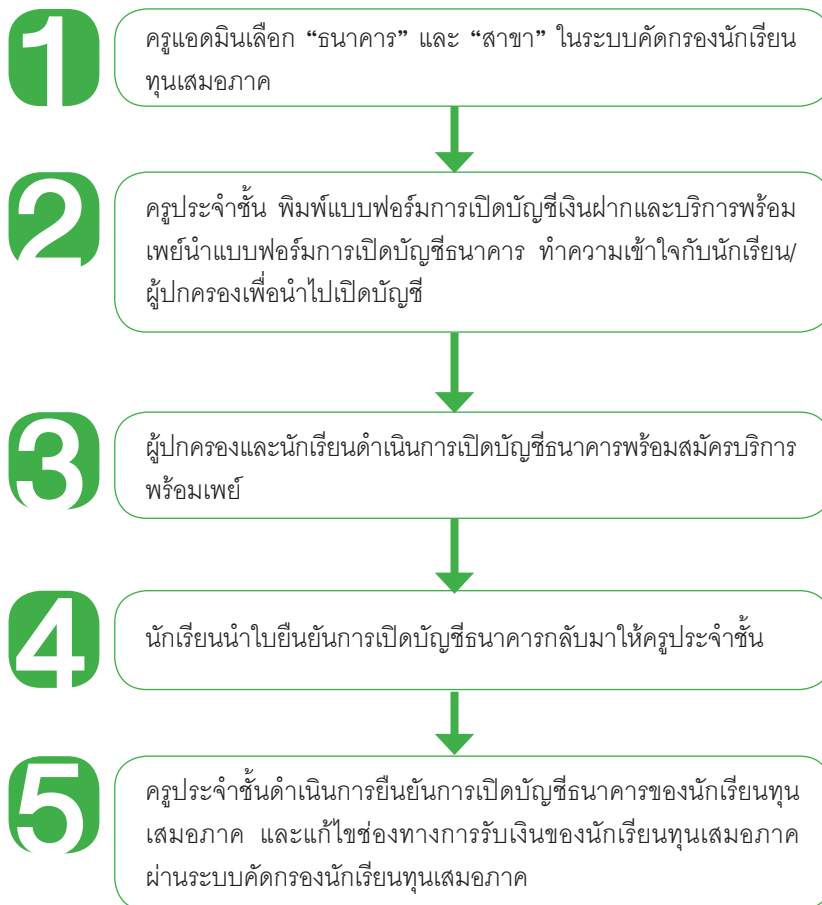 1
ครูแอดมินเลือก “ธนาคาร” และ “สาขา” ในระบบคัดกรองนักเรียน
ทุนเสมอภาค
2
ครูประจำชั้น พิมพ์แบบฟอร์มการเปิดบัญชีเงินฝากและบริการพร้อม
เพย์นำแบบฟอร์มการเปิดบัญชีธนาคาร ทำความเข้าใจกับนักเรียน/
ผู้ปกครองเพื่อนำไปเปิดบัญชี
3
ผู้ปกครองและนักเรียนดำเนินการเปิดบัญชีธนาคารพร้อมสมัครบริการ
พร้อมเพย์
4
นักเรียนนำใบยืนยันการเปิดบัญชีธนาคารกลับมาให้ครูประจำชั้น
5
ครูประจำชั้นดำเนินการยืนยันการเปิดบัญชีธนาคารของนักเรียนทุน
เสมอภาค และแก้ไขช่องทางการรับเงินของนักเรียนทุนเสมอภาค
ผ่านระบบคัดกรองนักเรียนทุนเสมอภาค